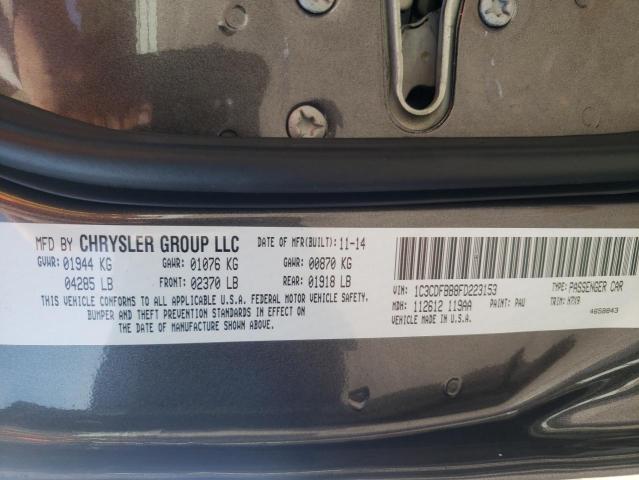 MFD BY CHRYSLER GROUP LLC
DATE OF MFR(BUILT): 11-14
GVWR: 01944 KG GAWR: 01076 KG GAWR: 00870 KG
04285 LB FRONT: 02370 LB REAR: 01918 LB
THIS VEHICLE CONFORMS TO ALL APPLICABLE U.S.A. FEDERAL MOTOR VEHICLE SAFETY,
BUMPER AND THEFT PREVENTION STANDARDS IN EFFECT ON
THE DATE OF MANUFACTURE SHOWN ABOVE.
VIN: 1C3CDFBB8FD223153 TYPE: PASSENGER CAR
MDH: 112612 119AA PAINT: PAU TRIM: H7X9
VEHICLE MADE IN U.S.A. 4658843